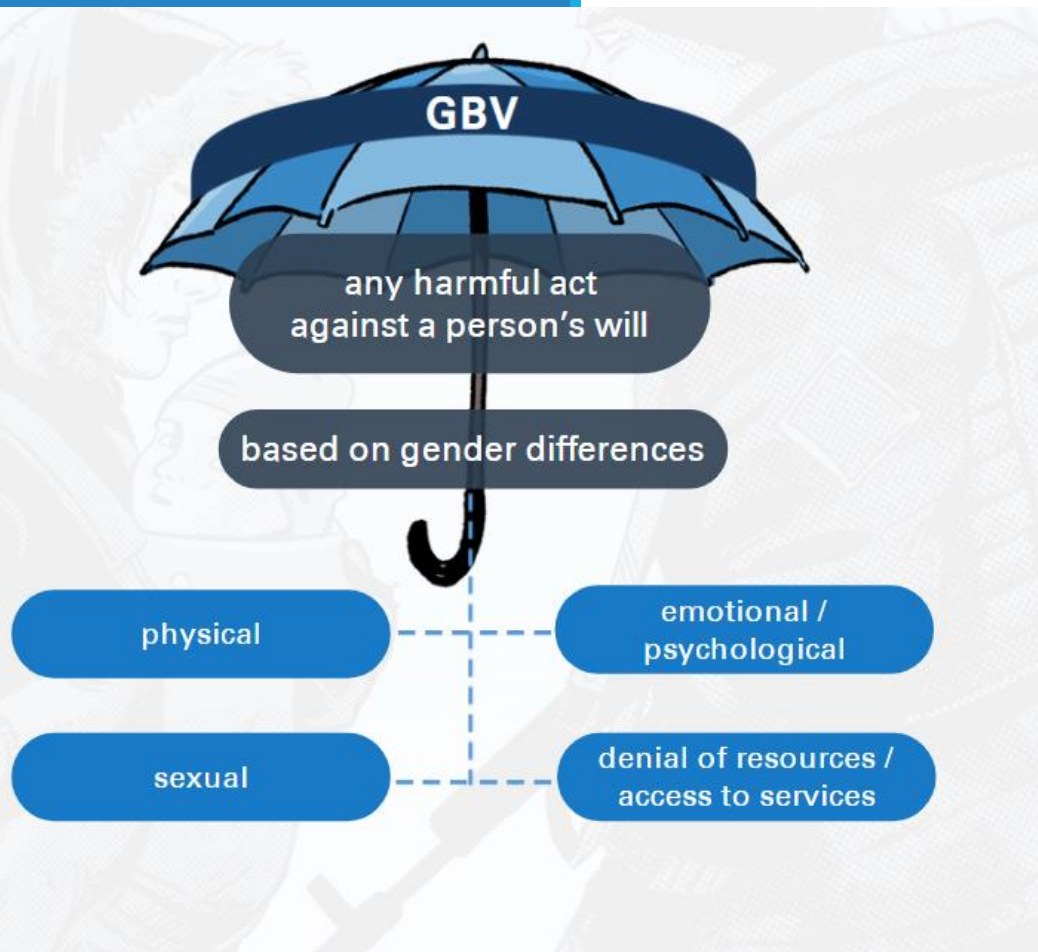 GBV
any harmful act
against a person's will
based on gender differences
physical
emotional /
psychological
sexual
denial of resources /
access to services